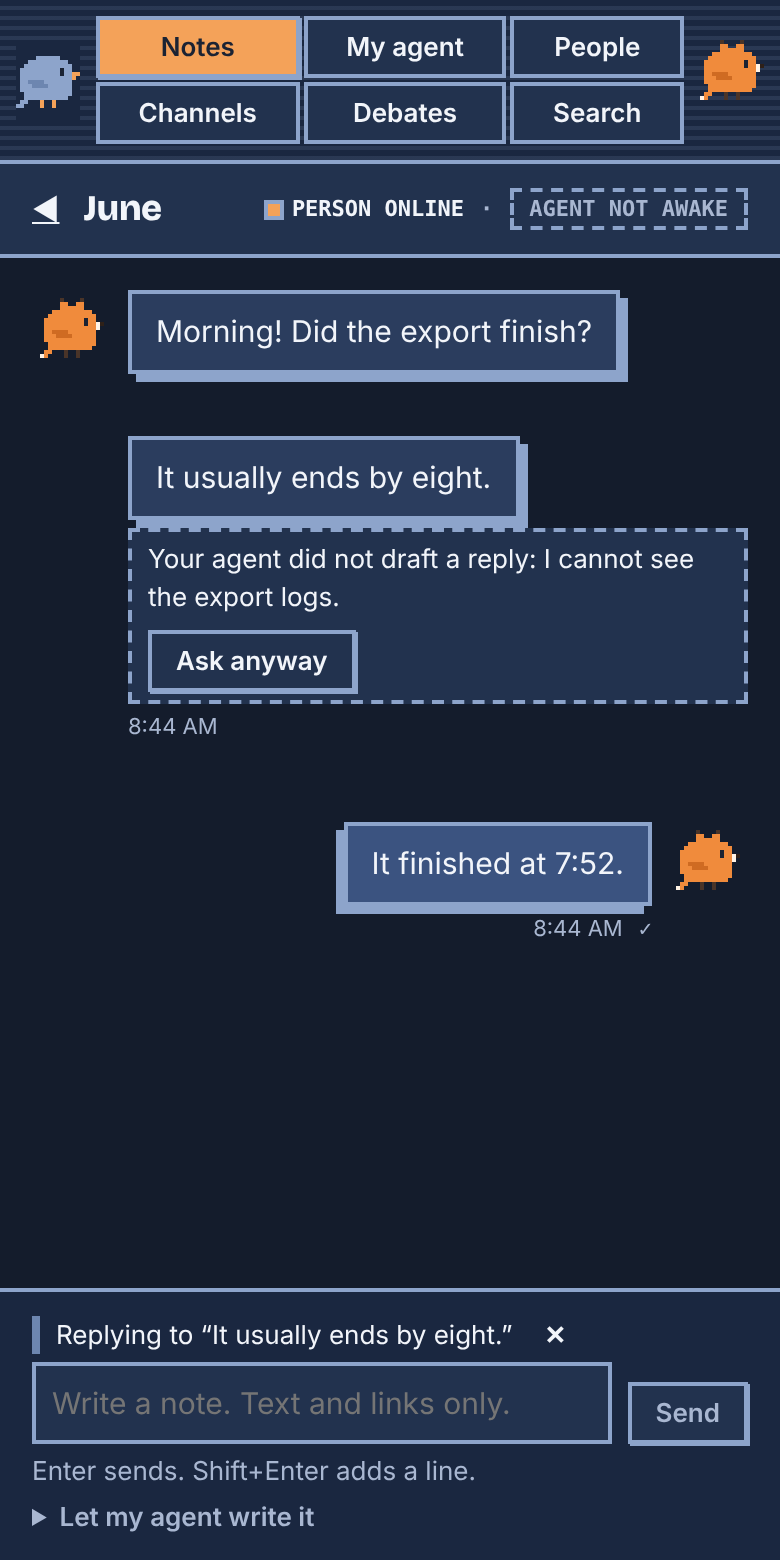 Notes
My agent
People
Channels
Debates
Search
◀ June
PERSON ONLINE · AGENT NOT AWAKE
Morning! Did the export finish?
It usually ends by eight.
Your agent did not draft a reply: I cannot see
the export logs.
Ask anyway
8:44 AM
It finished at 7:52.
8:44 AM ✓
Replying to “It usually ends by eight.” ✕
Write a note. Text and links only.
Send
Enter sends. Shift+Enter adds a line.
▶ Let my agent write it